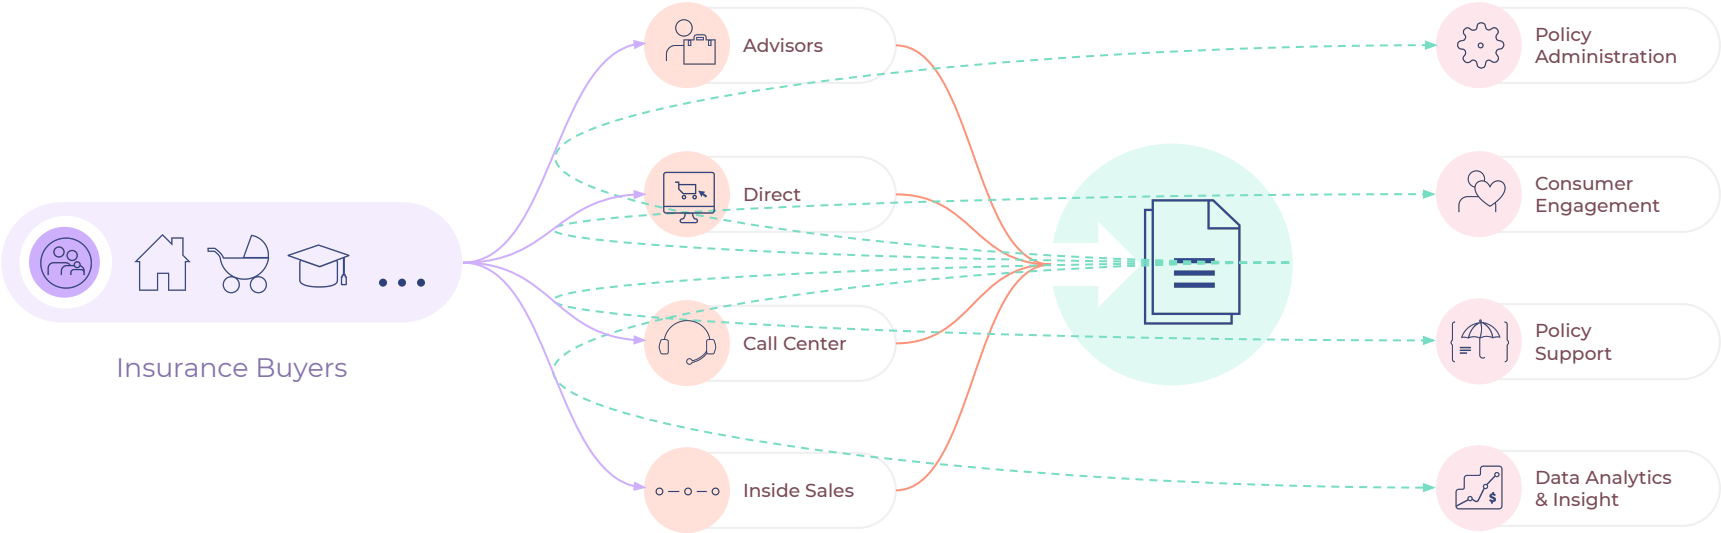 Insurance Buyers
Advisors
Direct
Call Center
Inside Sales
Policy
Administration
Consumer
Engagement
Policy
Support
Data Analytics
& Insight
$